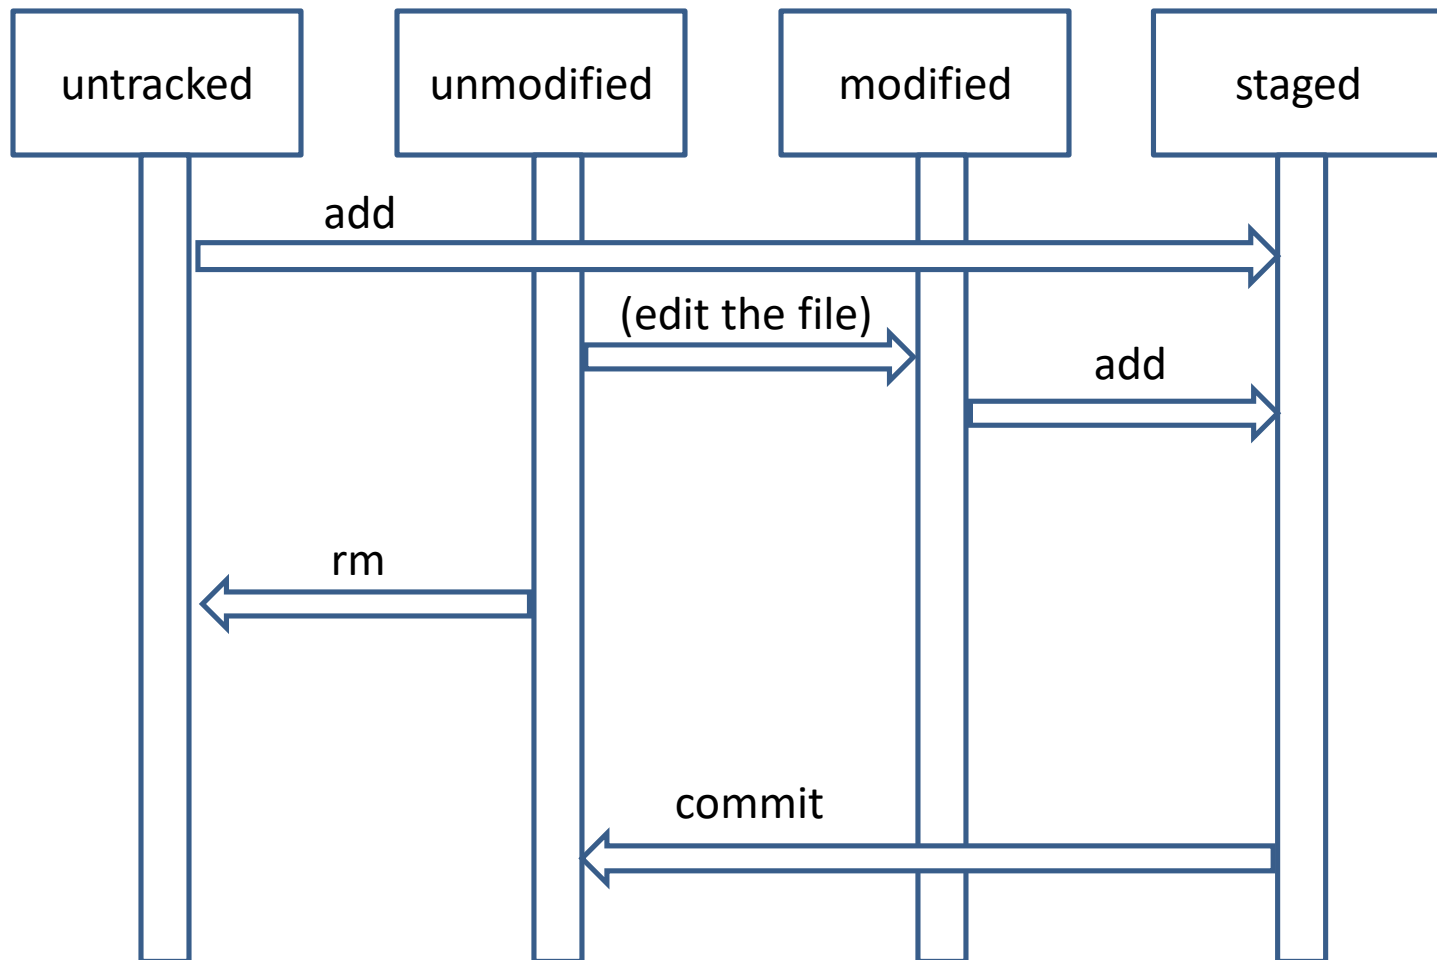 untracked
unmodified
modified
staged
add
(edit the file)
add
rm
commit